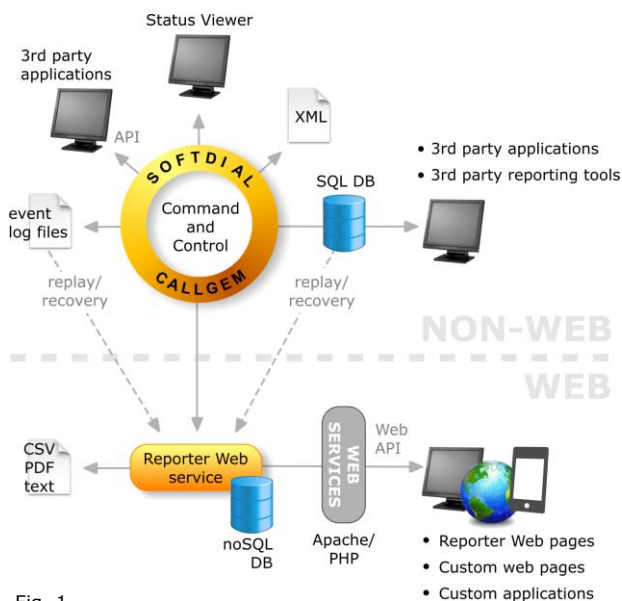 Status Viewer
3rd party
applications
API
XML
SOFTDIAL
Command
and
Control
CALLGEM
SQL DB
• 3rd party applications
• 3rd party reporting tools
event
log files
replay/
recovery
replay/
recovery
NON-WEB
WEB
CSV
PDF
text
Reporter Web
service
noSQL
DB
WEB
SERVICES
Apache/
PHP
Web
API
• Reporter Web pages
• Custom web pages
• Custom applications
Fig. 1